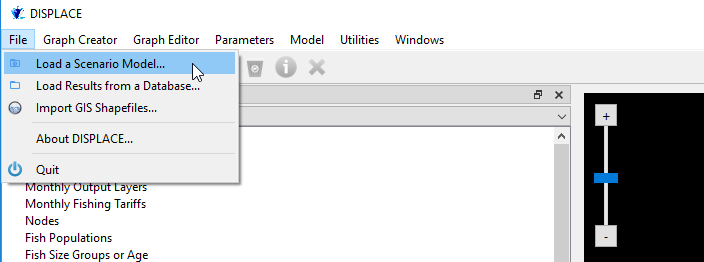 DISPLACE
File Graph Creator Graph Editor Parameters Model Utilities Windows
Load a Scenario Model...
Load Results from a Database...
Import GIS Shapefiles...
About DISPLACE...
Quit
Monthly Output Layers
Monthly Fishing Tariffs
Nodes
Fish Populations
Fish Size Groups or Age
+
-